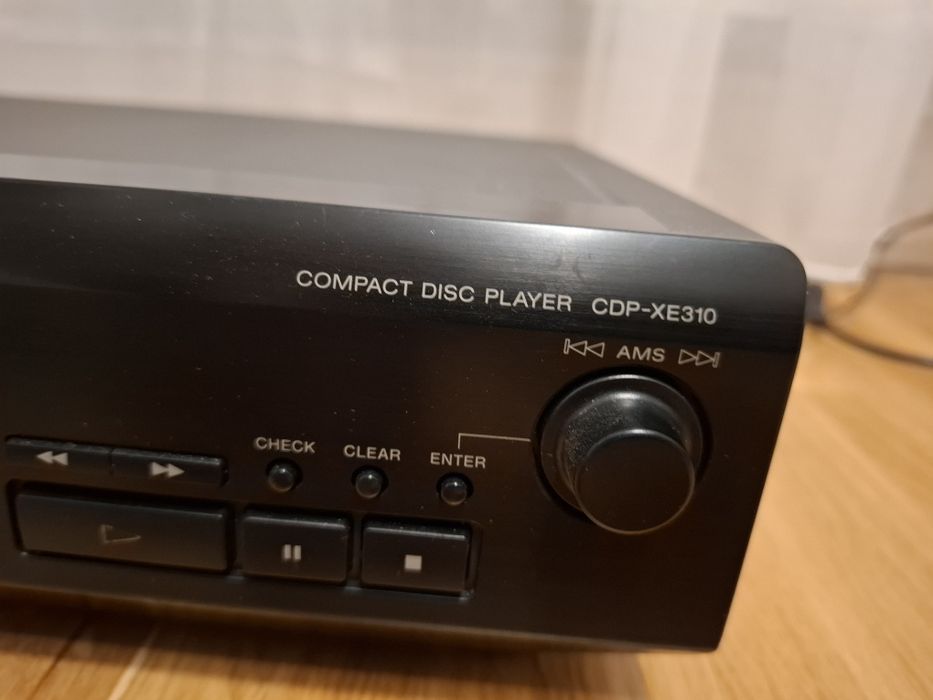 COMPACT DISC PLAYER CDP-XE310
AMS
CHECK CLEAR ENTER